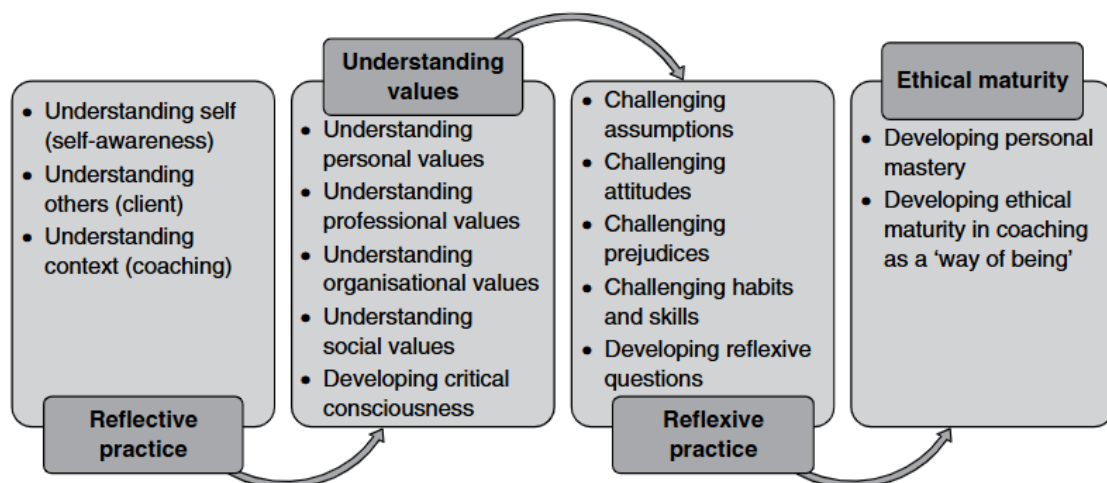 • Understanding self
(self-awareness)
• Understanding
others (client)
• Understanding
context (coaching)
Reflective
practice
Understanding
values
• Understanding
personal values
• Understanding
professional values
• Understanding
organisational values
• Understanding
social values
• Developing critical
consciousness
• Challenging
assumptions
• Challenging
attitudes
• Challenging
prejudices
• Challenging habits
and skills
• Developing reflexive
questions
Reflexive
practice
Ethical maturity
• Developing personal
mastery
• Developing ethical
maturity in coaching
as a ‘way of being’